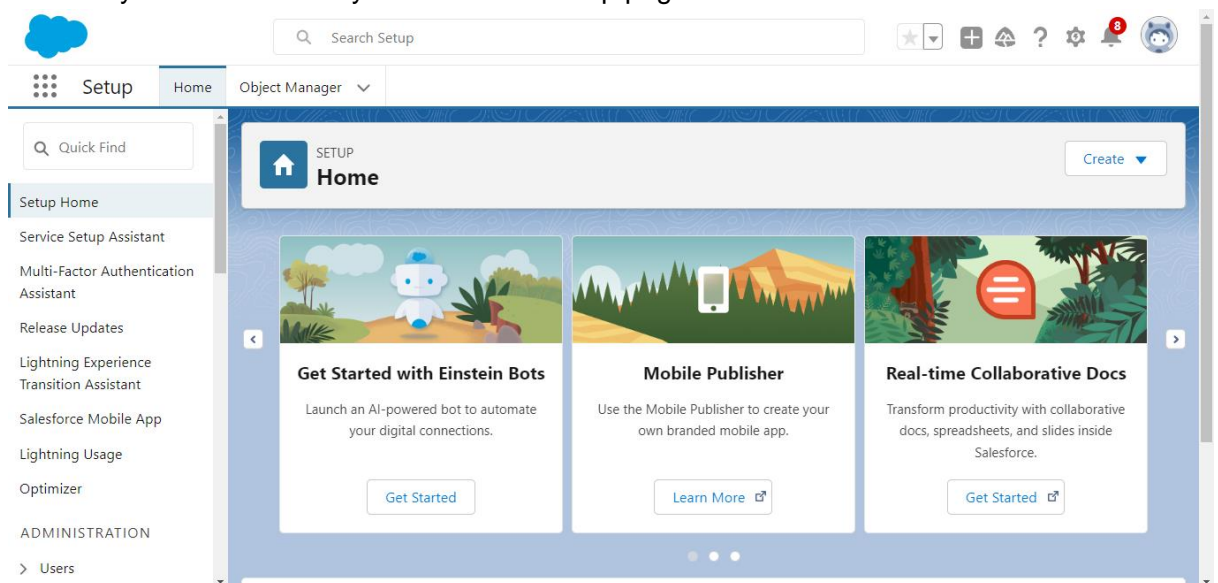 Search Setup
8
Setup
Home
Object Manager
Quick Find
Setup Home
Service Setup Assistant
Multi-Factor Authentication
Assistant
Release Updates
Lightning Experience
Transition Assistant
Salesforce Mobile App
Lightning Usage
Optimizer
ADMINISTRATION
Users
SETUP
Home
Create
Get Started with Einstein Bots
Launch an AI-powered bot to automate
your digital connections.
Get Started
Mobile Publisher
Use the Mobile Publisher to create your
own branded mobile app.
Learn More
Real-time Collaborative Docs
Transform productivity with collaborative
docs, spreadsheets, and slides inside
Salesforce.
Get Started